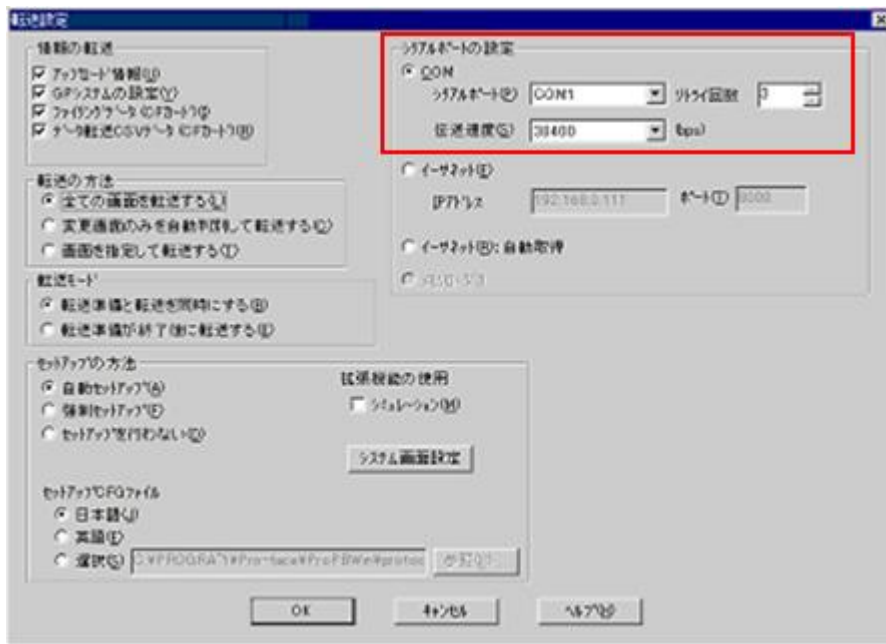 転送設定
情報の転送
アップロード情報(U)
GPシステムの設定(Y)
ファイリングデータ(CFカード)(I)
データ転送CSVデータ(CFカード)(B)
転送の方法
全ての画面を転送する(L)
変更画面のみを自動判別して転送する(C)
画面を指定して転送する(T)
転送モード
転送準備と転送を同時にする(R)
転送準備が終了後に転送する(E)
セットアップの方法
自動セットアップ(A)
強制セットアップ(F)
セットアップを行わない(O)
拡張機能の使用
シミュレーション(M)
システム画面設定
セットアップCFGファイル
日本語(J)
英語(E)
選択(S) C:¥PROGRA~1¥Pro-face¥ProPBWin¥protoc
参照(2)...
シリアルポートの設定
COM
シリアルポート(P) COM1 リトライ回数 3
伝送速度(S) 38400 (bps)
イーサネット(E)
IPアドレス 192.168.0.111 ポート(T) 8000
イーサネット(R):自動取得
OK キャンセル ヘルプ(H)